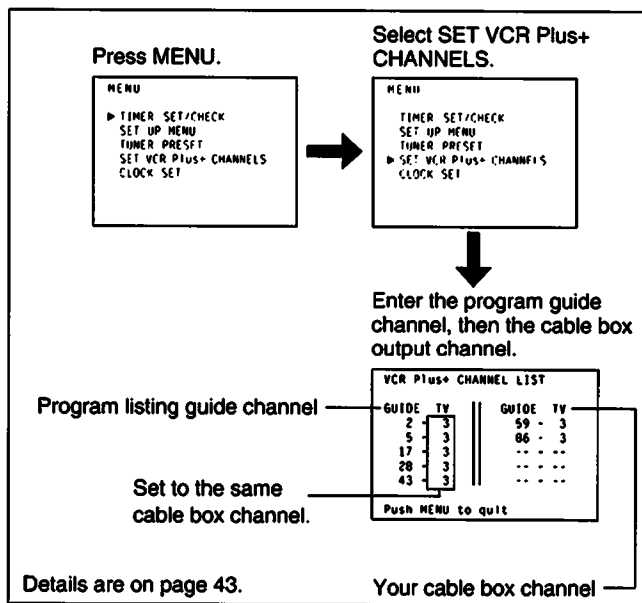 Press MENU.
MENU
▶ TIMER SET/CHECK
SET UP MENU
TUNER PRESET
SET VCR Plus+ CHANNELS
CLOCK SET
Select SET VCR Plus+
CHANNELS.
MENU
TIMER SET/CHECK
SET UP MENU
TUNER PRESET
▶ SET VCR Plus+ CHANNELS
CLOCK SET
Enter the program guide
channel, then the cable box
output channel.
VCR Plus+ CHANNEL LIST
GUIDE TV GUIDE TV
2 - 3 59 - 3
5 - 3 86 - 3
17 - 3 -- - --
28 - 3 -- - --
43 - 3 -- - --
Push MENU to quit
Program listing guide channel
Set to the same
cable box channel.
Details are on page 43.
Your cable box channel